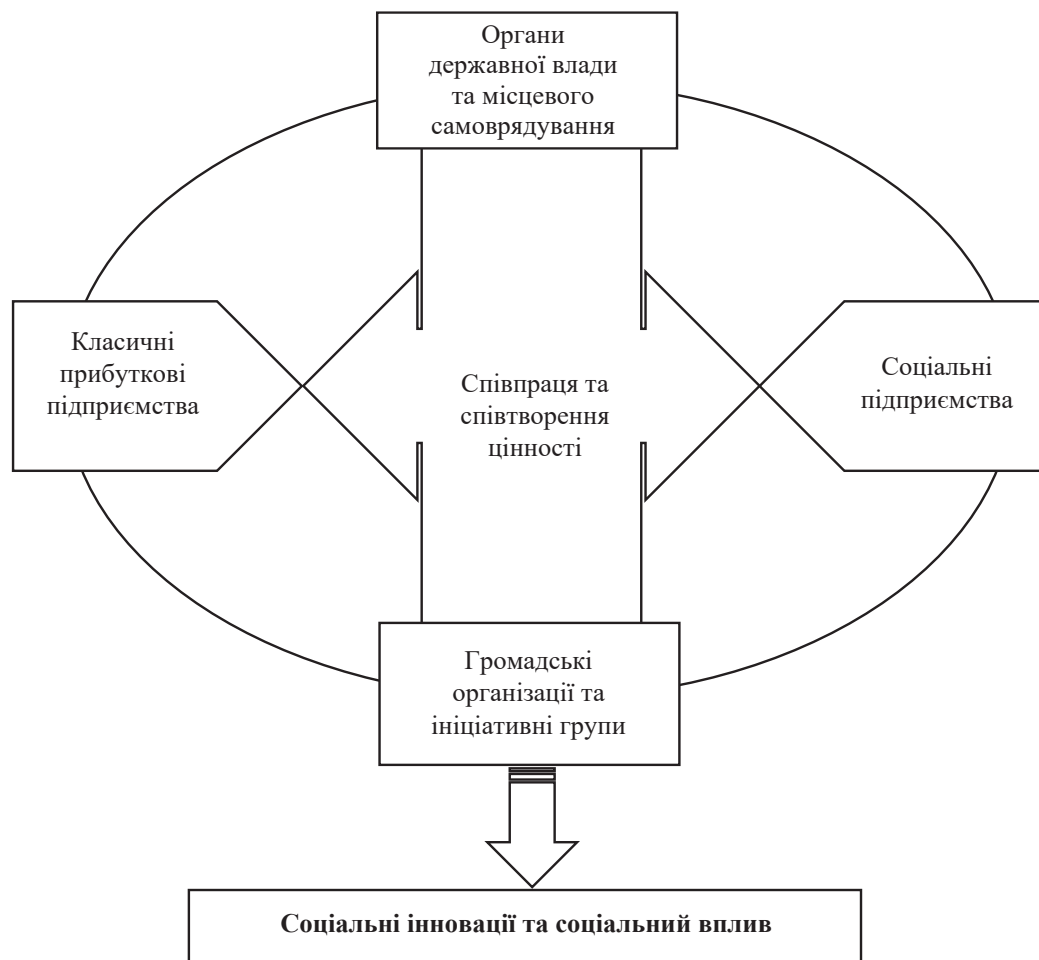 Органи
державної влади
та місцевого
самоврядування
Класичні
прибуткові
підприємства
Співпраця та
співтворення
цінності
Соціальні
підприємства
Громадські
організації та
ініціативні групи
Соціальні інновації та соціальний вплив